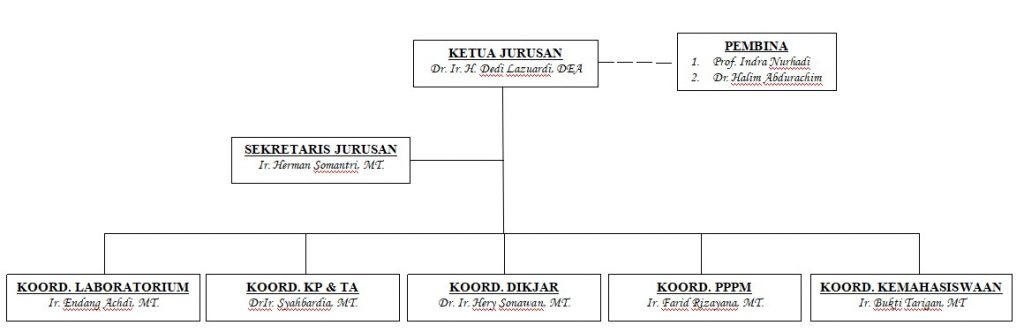 KETUA JURUSAN
Dr. Ir. H. Dedi Lazuardi, DEA
PEMBINA
1. Prof. Indra Nurhadi
2. Dr. Halim Abdurachim
SEKRETARIS JURUSAN
Ir. Herman Somantri, MT.
KOORD. LABORATORIUM
Ir. Endang Achdi, MT.
KOORD. KP & TA
DrIr. Syahbardia, MT.
KOORD. DIKJAR
Dr. Ir. Hery Sonawan, MT.
KOORD. PPPM
Ir. Farid Rizayana, MT.
KOORD. KEMAHASISWAAN
Ir. Bukti Tarigan, MT